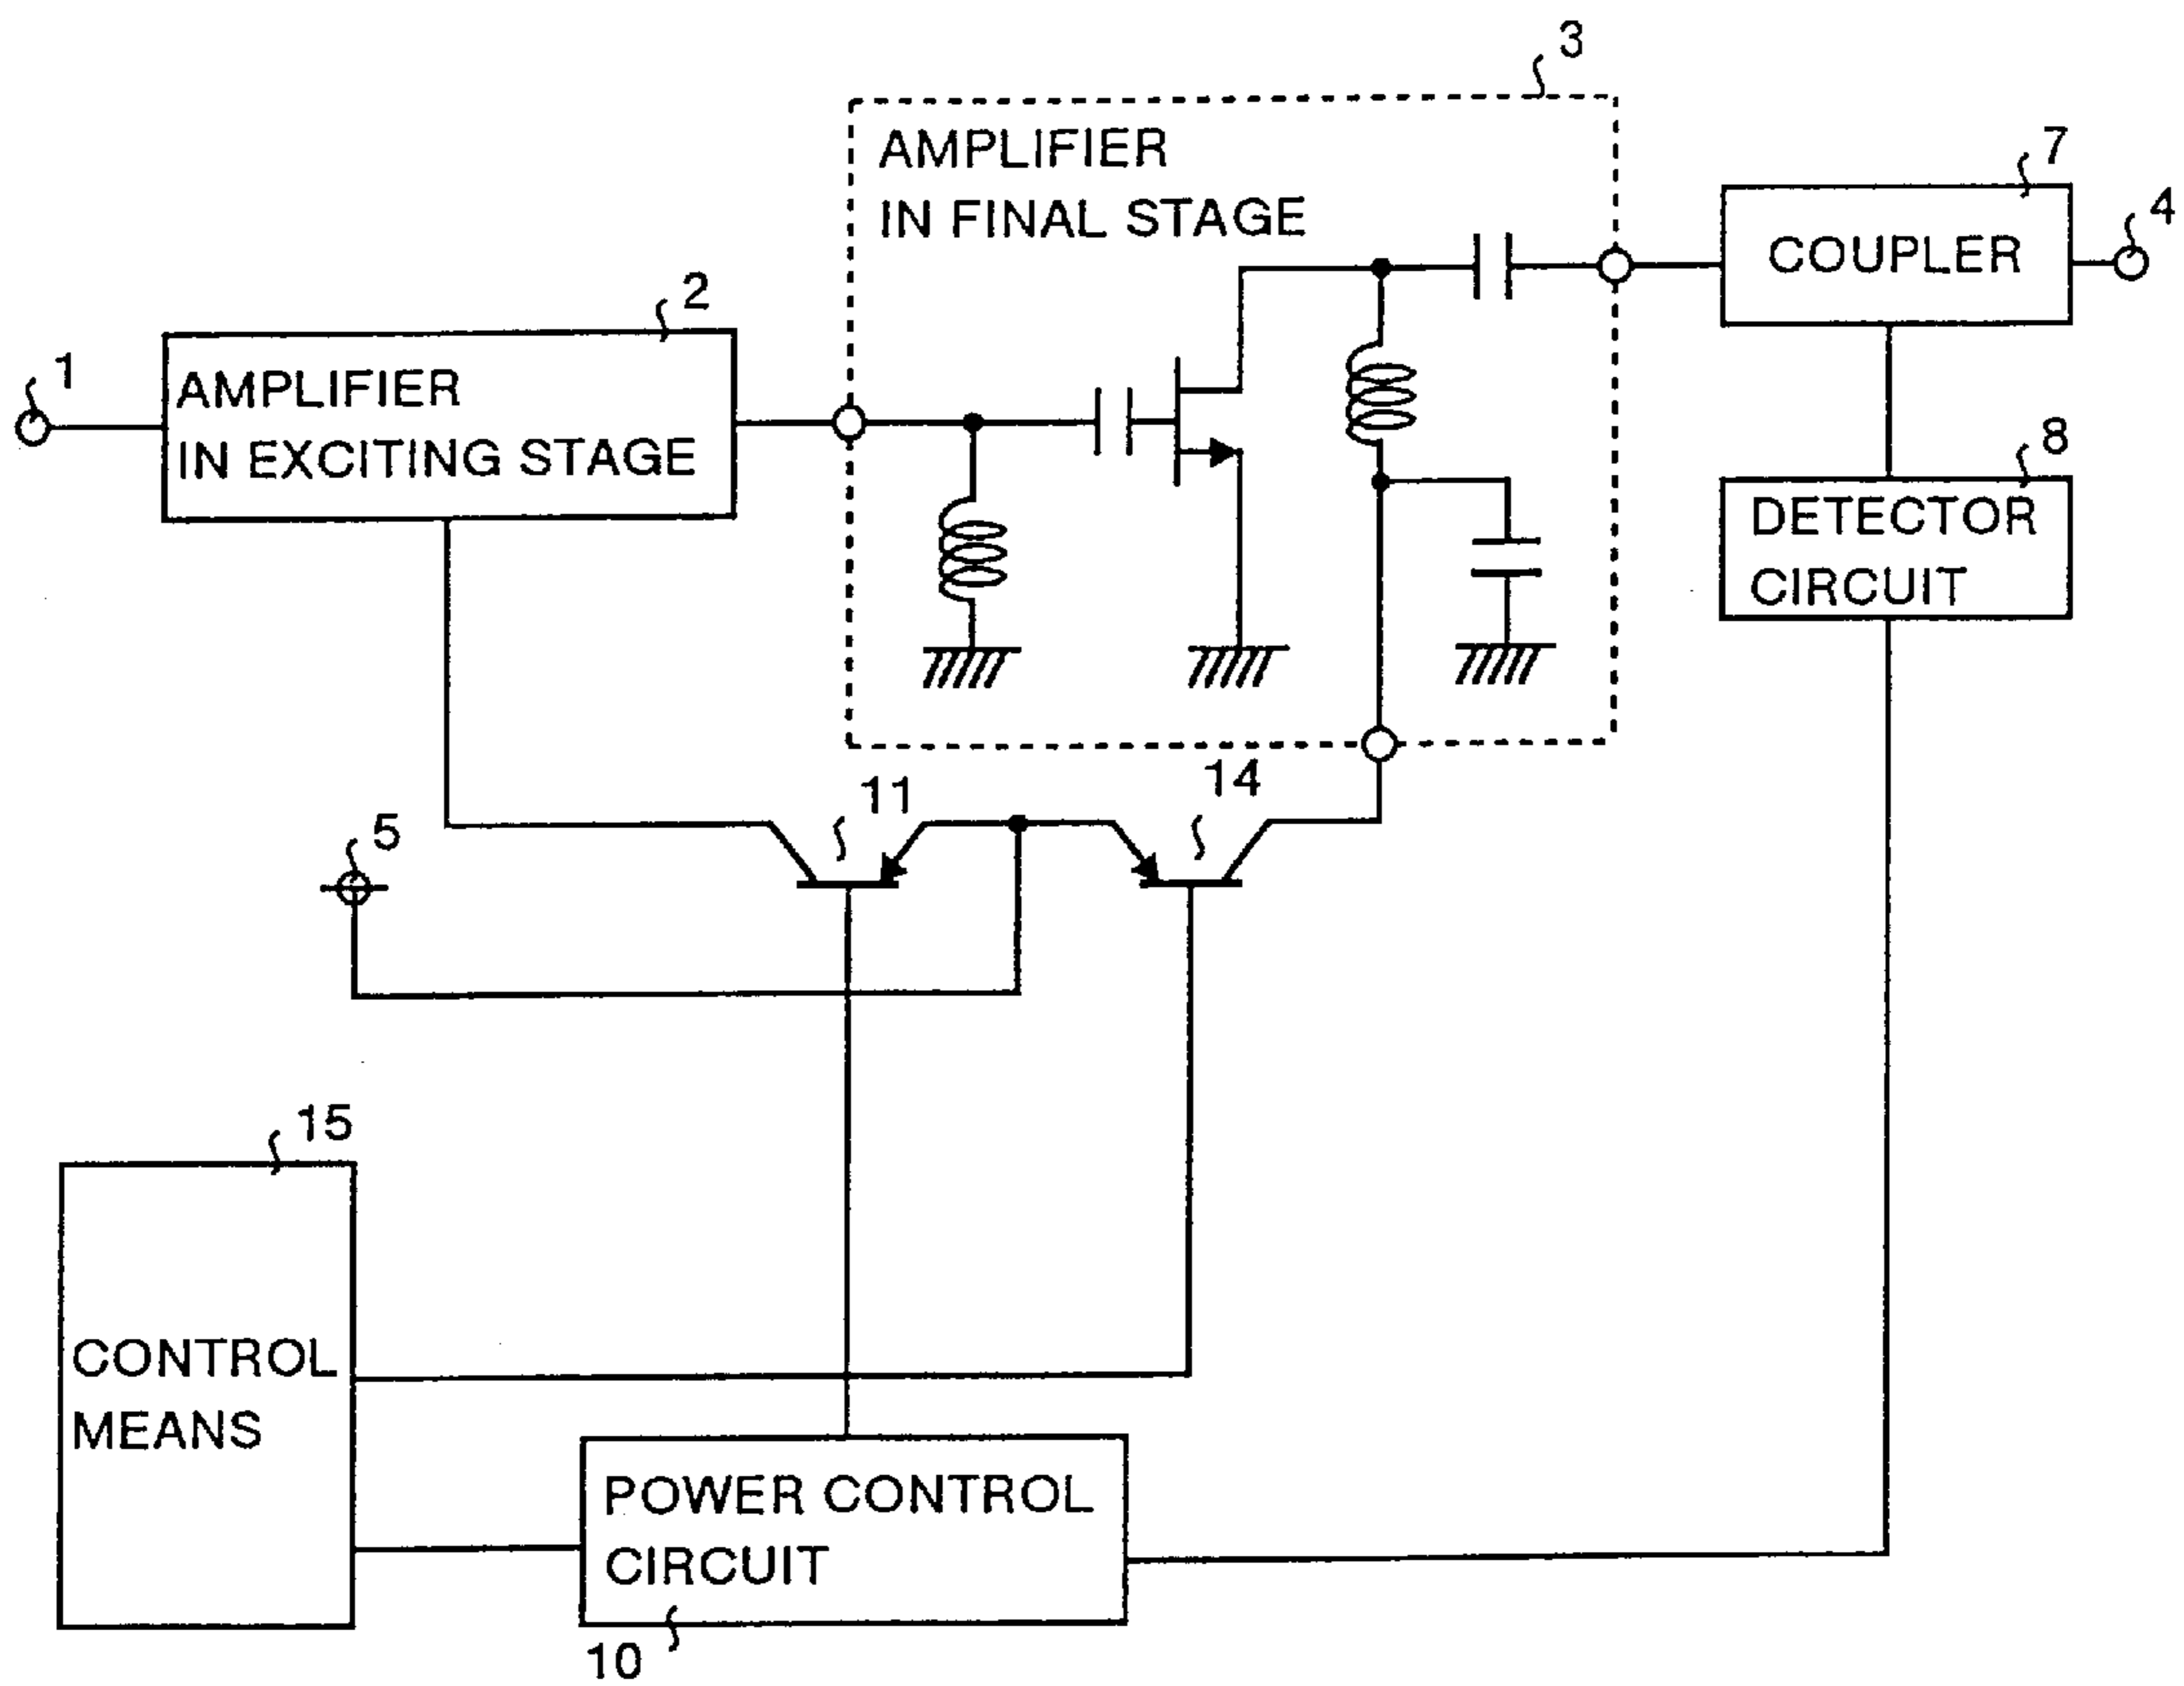 3
AMPLIFIER
IN FINAL STAGE
7
COUPLER
4
2
AMPLIFIER
IN EXCITING STAGE
1
8
DETECTOR
CIRCUIT
11
14
5
15
CONTROL
MEANS
POWER CONTROL
CIRCUIT
10